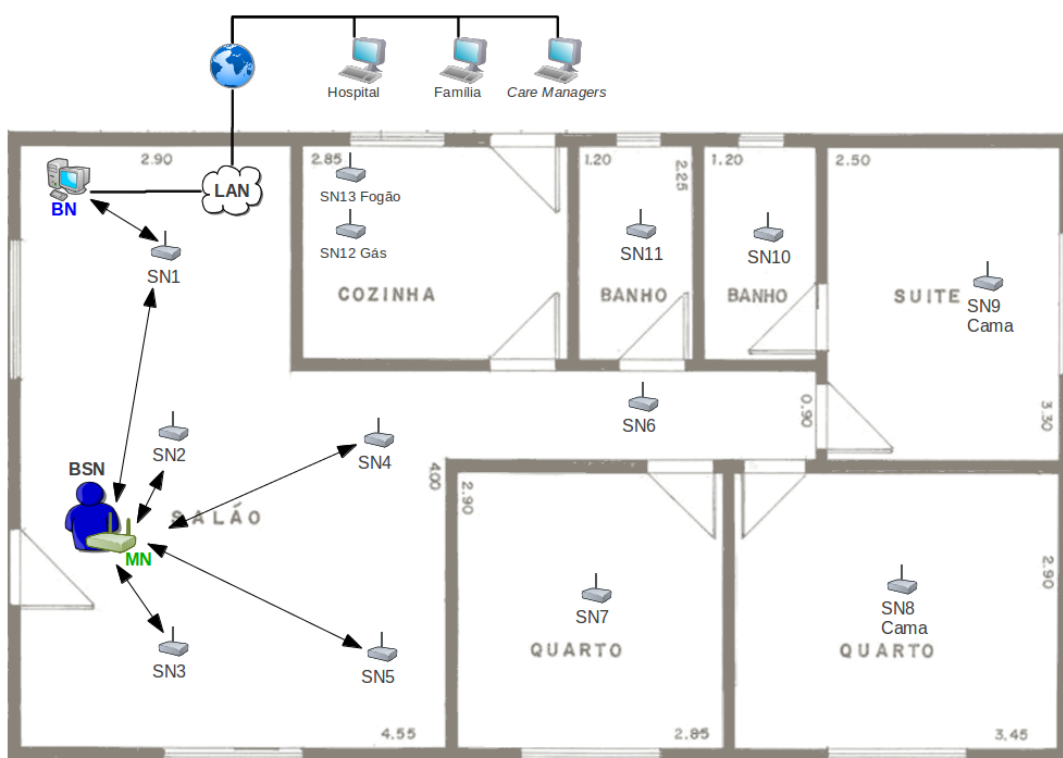 Hospital
Família
Care Managers
2.90
2.85
1.20
2.25
1.20
2.50
BN
LAN
SN1
SN13 Fogão
SN12 Gás
COZINHA
SN11
BANHO
SN10
BANHO
SUITE
SN9
Cama
3.30
0.90
SN6
SN2
SN4
BSN
4.00
SALÃO
MN
2.90
SN3
SN5
SN7
QUARTO
SN8
Cama
QUARTO
2.90
4.55
2.85
3.45